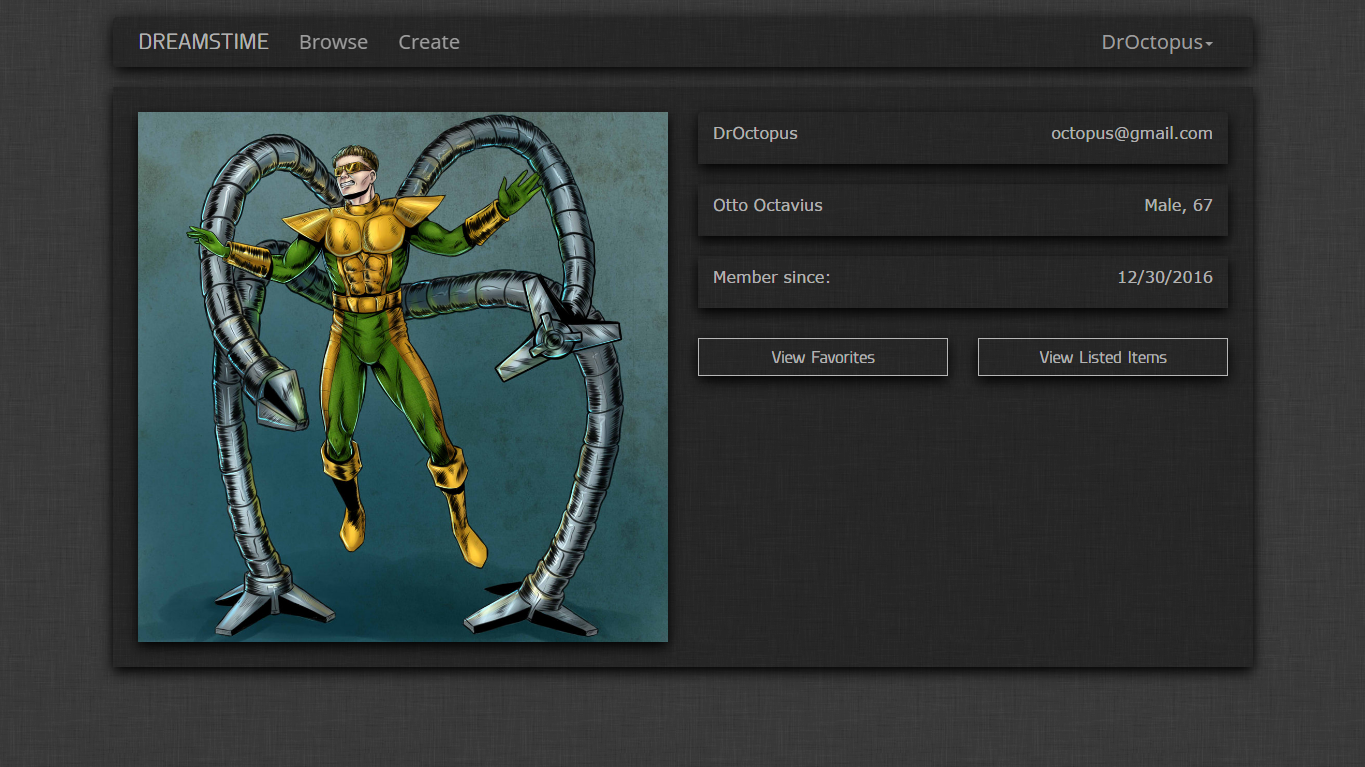 DREAMSTIME Browse Create DrOctopus
DrOctopus octopus@gmail.com
Otto Octavius Male, 67
Member since: 12/30/2016
View Favorites View Listed Items